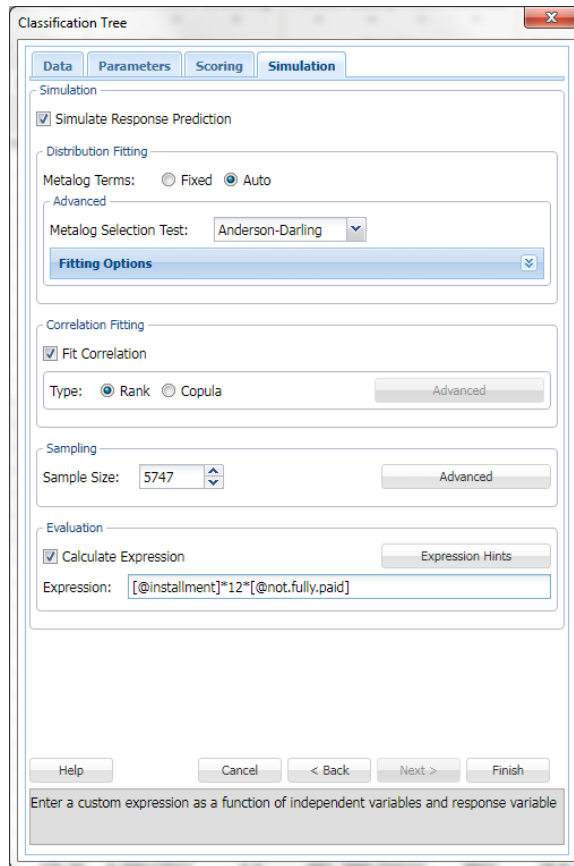 Classification Tree
Data Parameters Scoring Simulation
Simulation
Simulate Response Prediction
Distribution Fitting
Metalog Terms: Fixed Auto
Advanced
Metalog Selection Test: Anderson-Darling
Fitting Options
Correlation Fitting
Fit Correlation
Type: Rank Copula Advanced
Sampling
Sample Size: 5747 Advanced
Evaluation
Calculate Expression Expression Hints
Expression: [@installment]*12*[@not.fully.paid]
Help Cancel < Back Next > Finish
Enter a custom expression as a function of independent variables and response variable